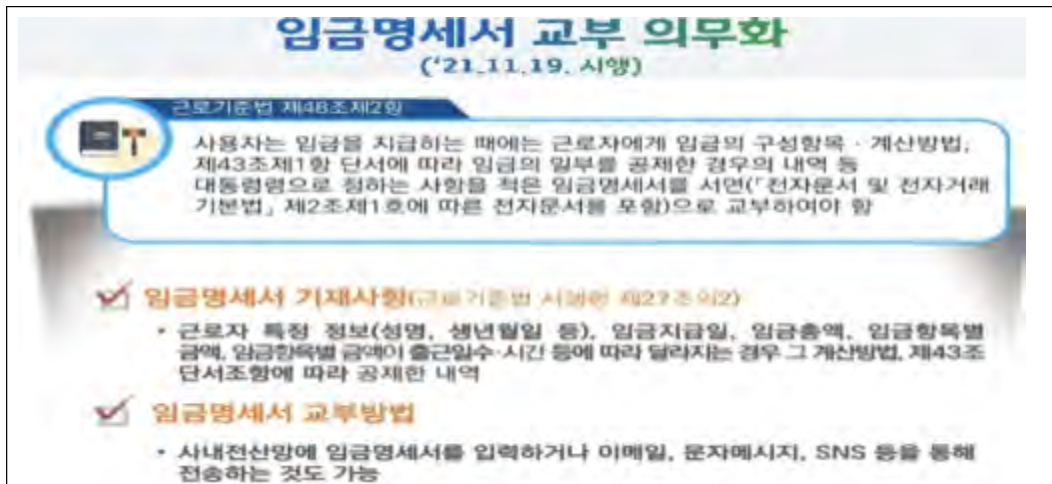 임금명세서 교부 의무화
('21.11.19. 시행)
근로기준법 제48조제2항
사용자는 임금을 지급하는 때에는 근로자에게 임금의 구성항목 · 계산방법,
제43조제1항 단서에 따라 임금의 일부를 공제한 경우의 내역 등
대통령령으로 정하는 사항을 적은 임금명세서를 서면(「전자문서 및 전자거래
기본법」 제2조제1호에 따른 전자문서를 포함)으로 교부하여야 함
임금명세서 기재사항(근로기준법 시행령 제27조의2)
• 근로자 특정 정보(성명, 생년월일 등), 임금지급일, 임금총액, 임금항목별
금액, 임금항목별 금액이 출근일수·시간 등에 따라 달라지는 경우 그 계산방법, 제43조
단서조항에 따라 공제한 내역
임금명세서 교부방법
• 사내전산망에 임금명세서를 입력하거나 이메일, 문자메시지, SNS 등을 통해
전송하는 것도 가능